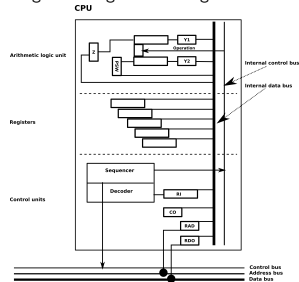 CPU
Arithmetic logic unit
Z
Y1
Operation
PSW
Y2
Internal control bus
Internal data bus
Registers
Sequencer
Decoder
Control units
RI
CO
RAD
RDO
Control bus
Address bus
Data bus